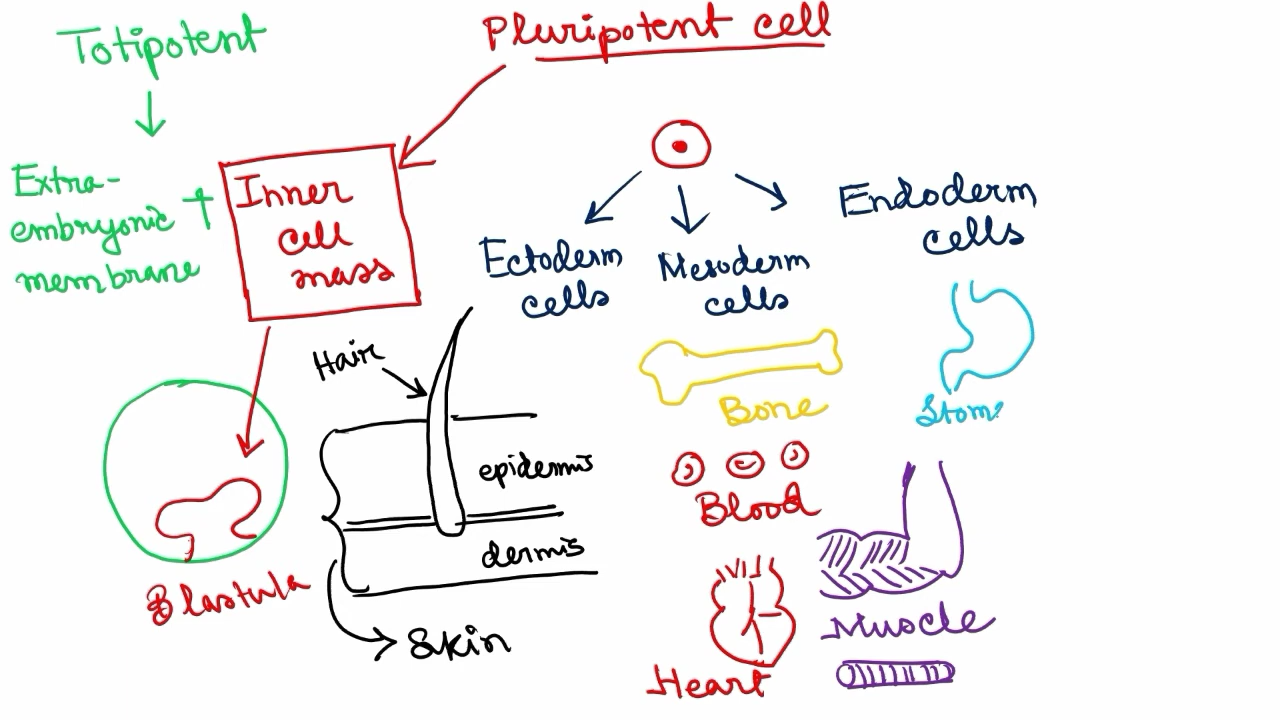 Totipotent
Pluripotent cell
Extra-
embryonic
membrane
+
Inner
cell
mass
Ectoderm
cells
Mesoderm
cells
Endoderm
cells
Hair
epidermis
dermis
Skin
Blastula
Bone
Blood
Heart
Stom
Muscle